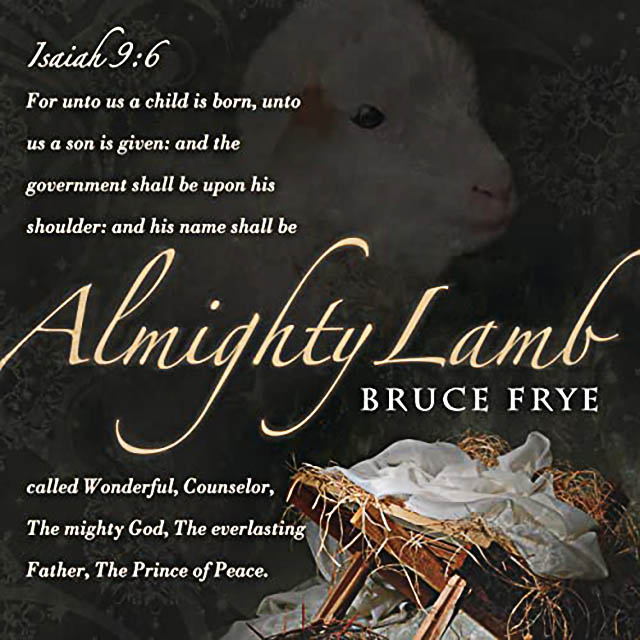 Isaiah 9:6
For unto us a child is born, unto
us a son is given: and the
government shall be upon his
shoulder: and his name shall be
Almighty Lamb
BRUCE FRYE
called Wonderful, Counselor,
The mighty God, The everlasting
Father, The Prince of Peace.